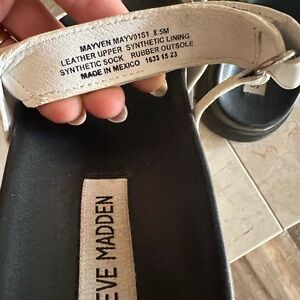 MAYVEN MAYV01S1 8.5M
LEATHER UPPER SYNTHETIC LINING
SYNTHETIC SOCK RUBBER OUTSOLE
MADE IN MEXICO 1633 15 23
EVE MADDEN